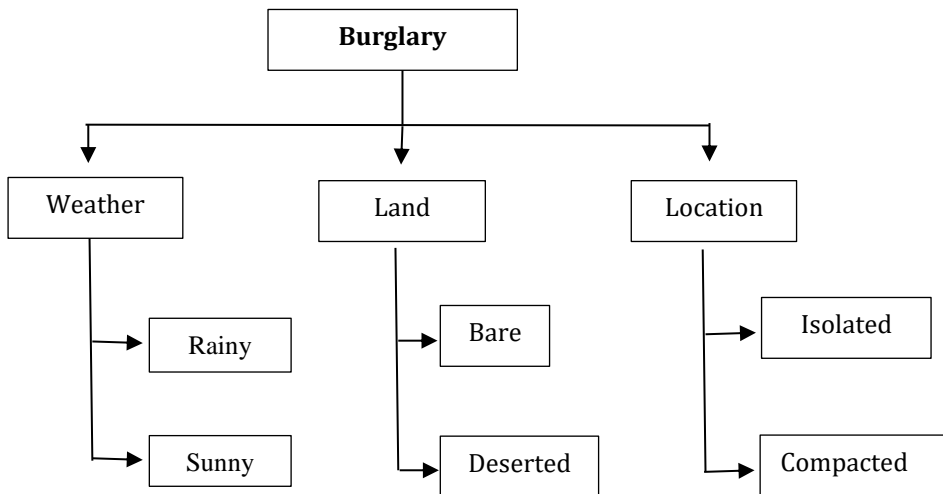 Burglary
Weather
Land
Location
Rainy
Bare
Isolated
Sunny
Deserted
Compacted